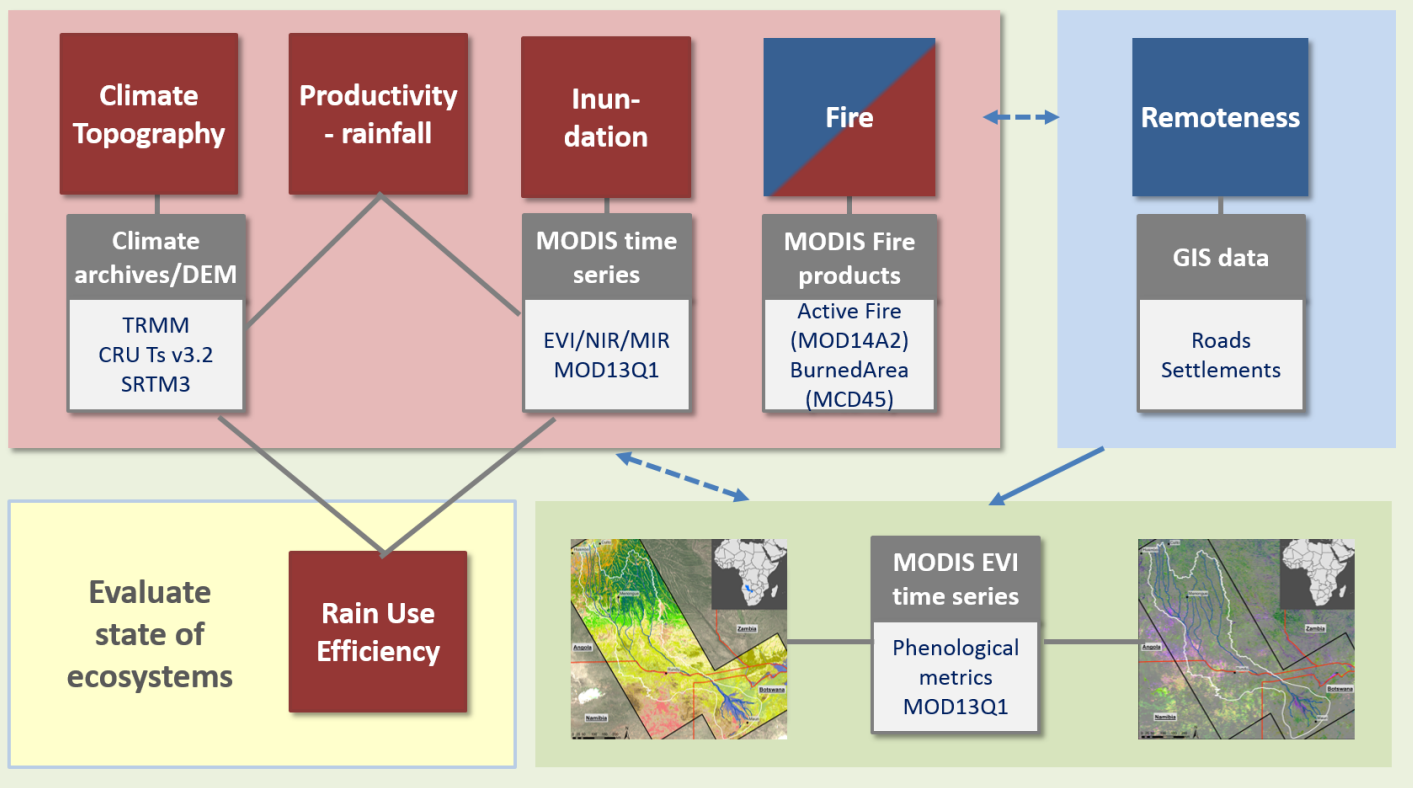 Climate
Topography
Productivity
- rainfall
Inun-
dation
Fire
Remoteness
Climate
archives/DEM
TRMM
CRU Ts v3.2
SRTM3
MODIS time
series
EVI/NIR/MIR
MOD13Q1
MODIS Fire
products
Active Fire
(MOD14A2)
BurnedArea
(MCD45)
GIS data
Roads
Settlements
Evaluate
state of
ecosystems
Rain Use
Efficiency
Zambia
Angola
Botswana
Namibia
MODIS EVI
time series
Phenological
metrics
MOD13Q1
Zambia
Angola
Botswana
Namibia